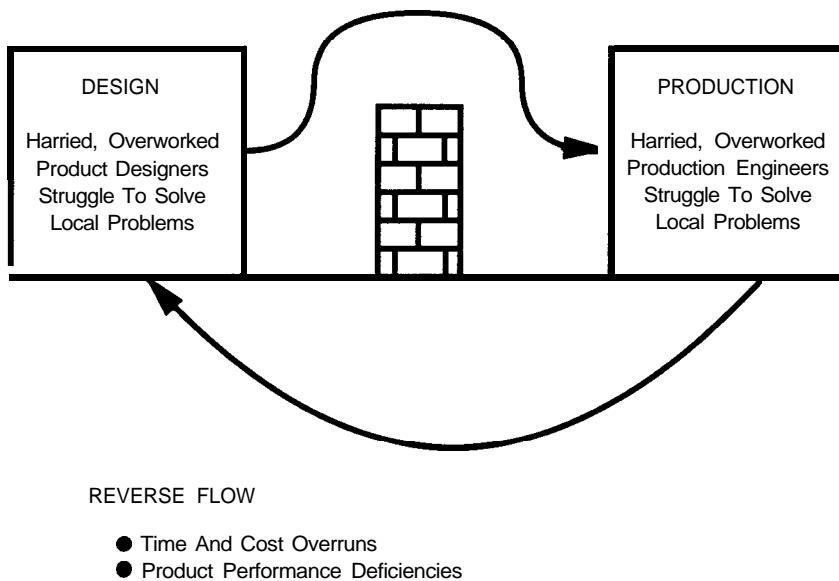 DESIGN
Harried, Overworked
Product Designers
Struggle To Solve
Local Problems
PRODUCTION
Harried, Overworked
Production Engineers
Struggle To Solve
Local Problems
REVERSE FLOW
● Time And Cost Overruns
● Product Performance Deficiencies